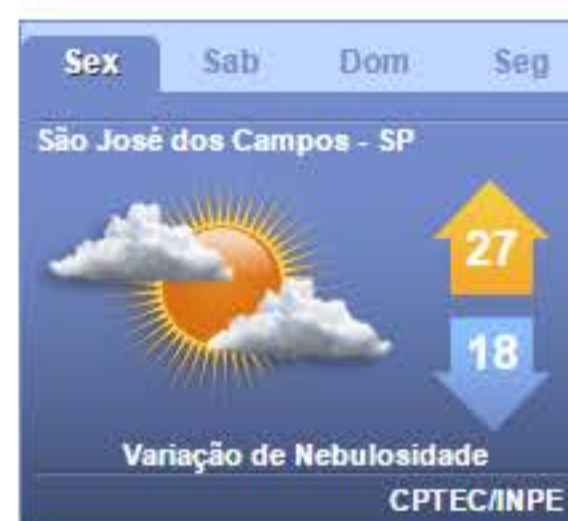 Sex Sab Dom Seg
São José dos Campos - SP
27
18
Variação de Nebulosidade
CPTEC/INPE